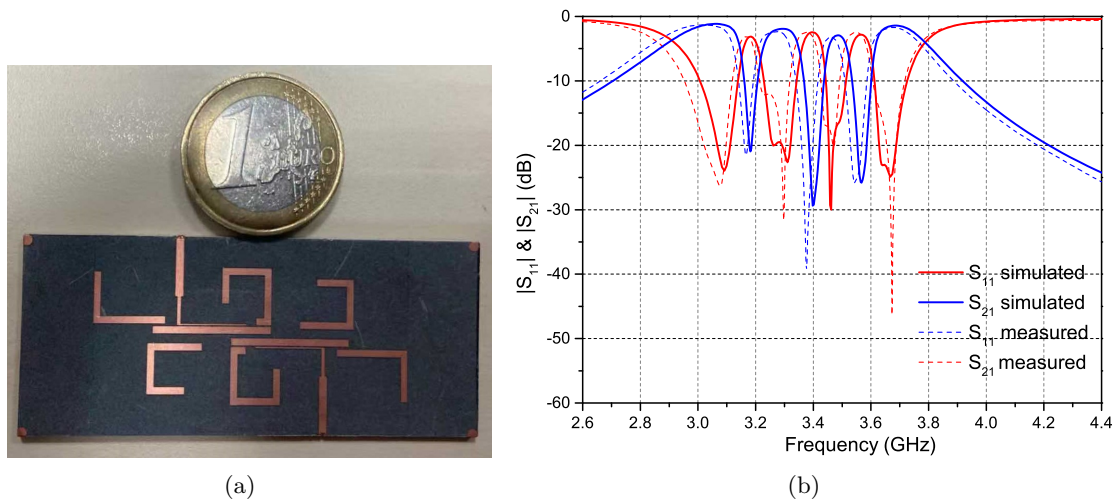 1
EURO
0
-10
-20
-30
-40
-50
-60
|S11| & |S21| (dB)
S11 simulated
S21 simulated
S11 measured
S21 measured
2.6 2.8 3.0 3.2 3.4 3.6 3.8 4.0 4.2 4.4
Frequency (GHz)
(a) (b)